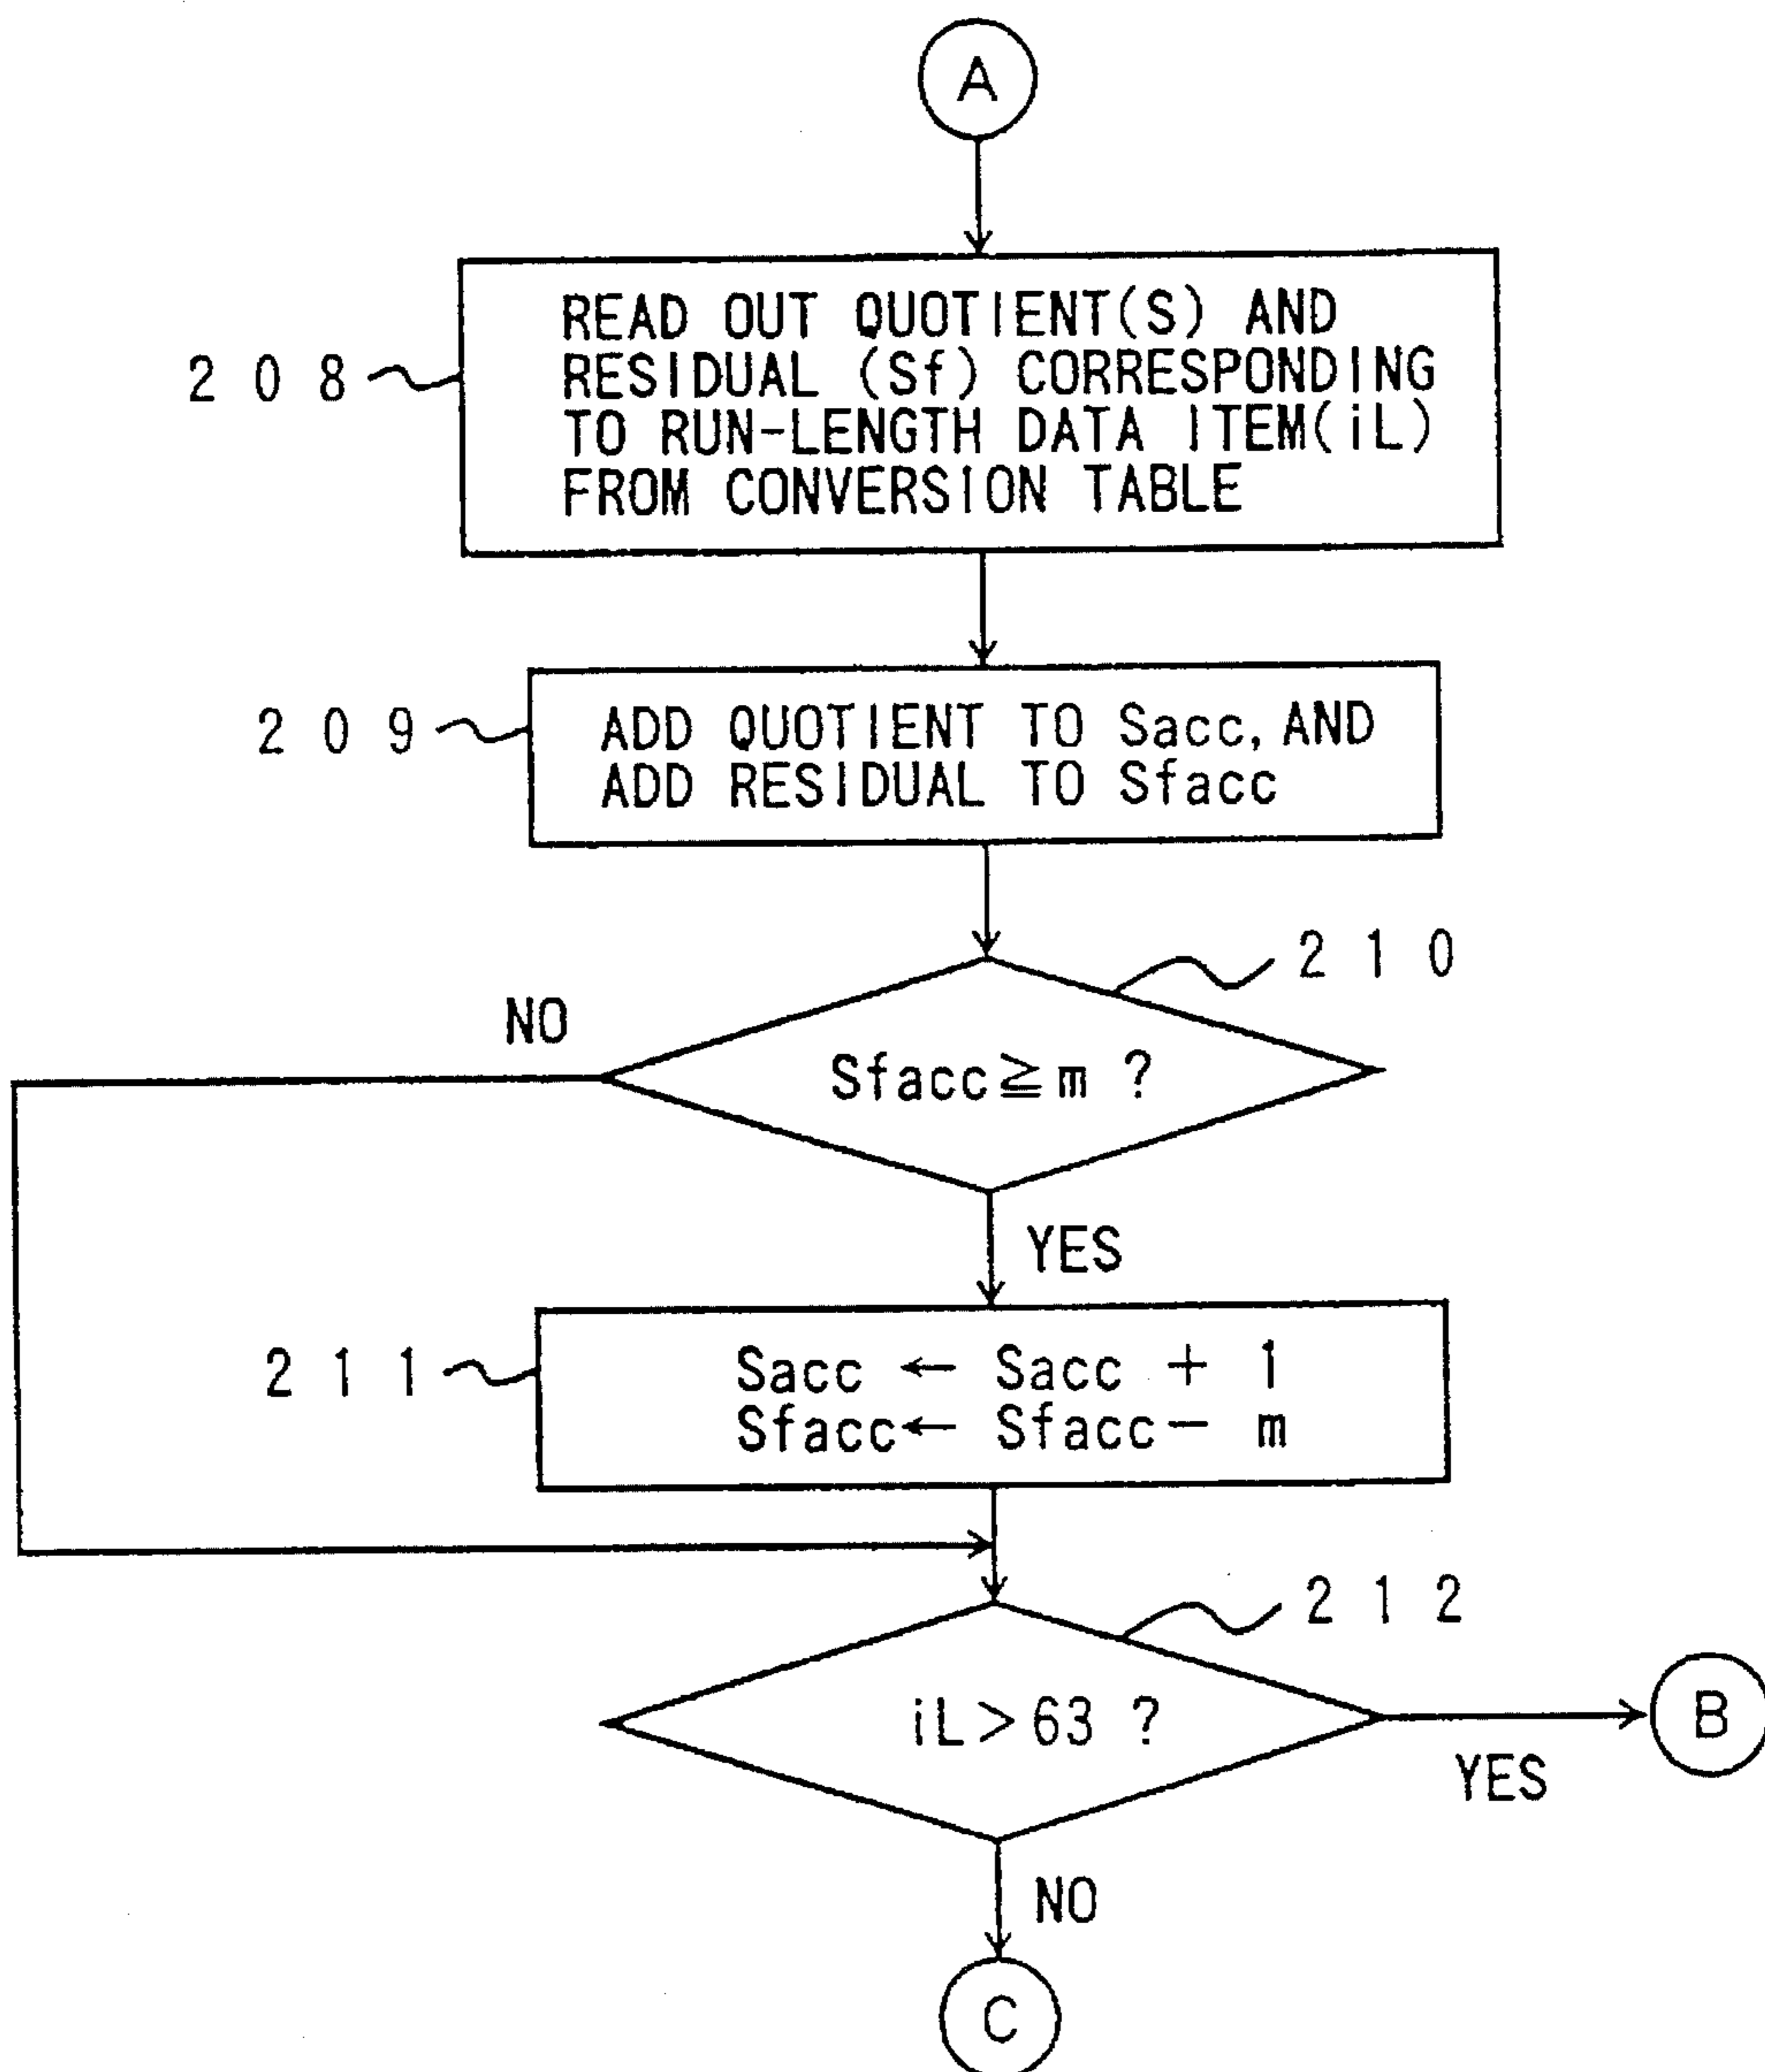 A
READ OUT QUOTIENT(S) AND
RESIDUAL (Sf) CORRESPONDING
TO RUN-LENGTH DATA ITEM(iL)
FROM CONVERSION TABLE
208
209
ADD QUOTIENT TO Sacc, AND
ADD RESIDUAL TO Sfacc
210
NO
Sfacc≧m ?
YES
211
Sacc ← Sacc + 1
Sfacc← Sfacc− m
212
iL>63 ?
B
YES
NO
C